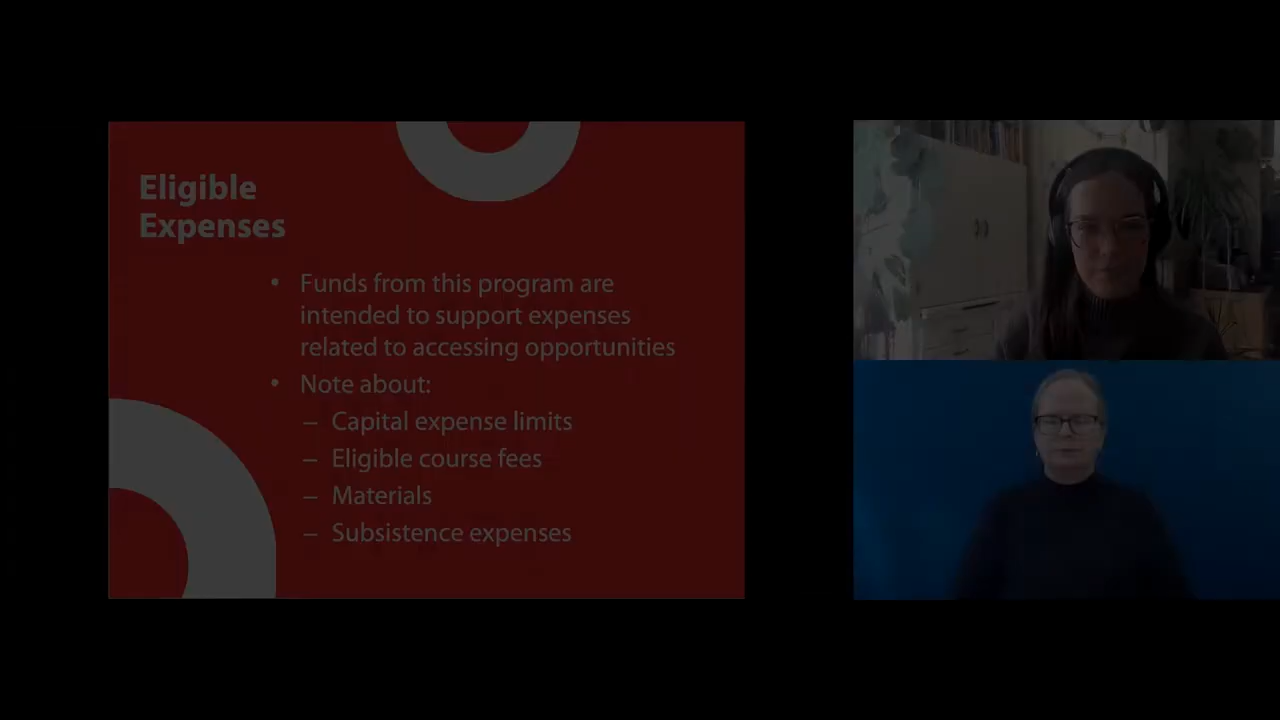 Eligible
Expenses
• Funds from this program are
intended to support expenses
related to accessing opportunities
• Note about:
– Capital expense limits
– Eligible course fees
– Materials
– Subsistence expenses